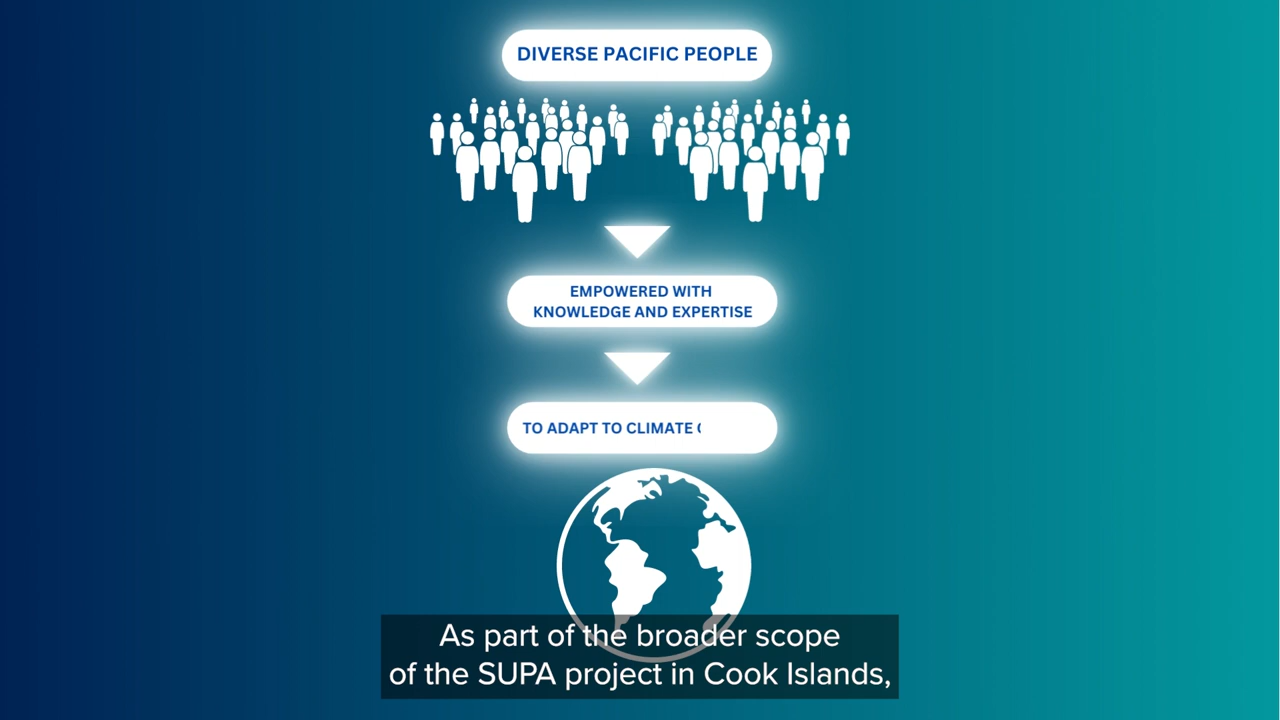 DIVERSE PACIFIC PEOPLE
EMPOWERED WITH
KNOWLEDGE AND EXPERTISE
TO ADAPT TO CLIMATE
As part of the broader scope
of the SUPA project in Cook Islands,